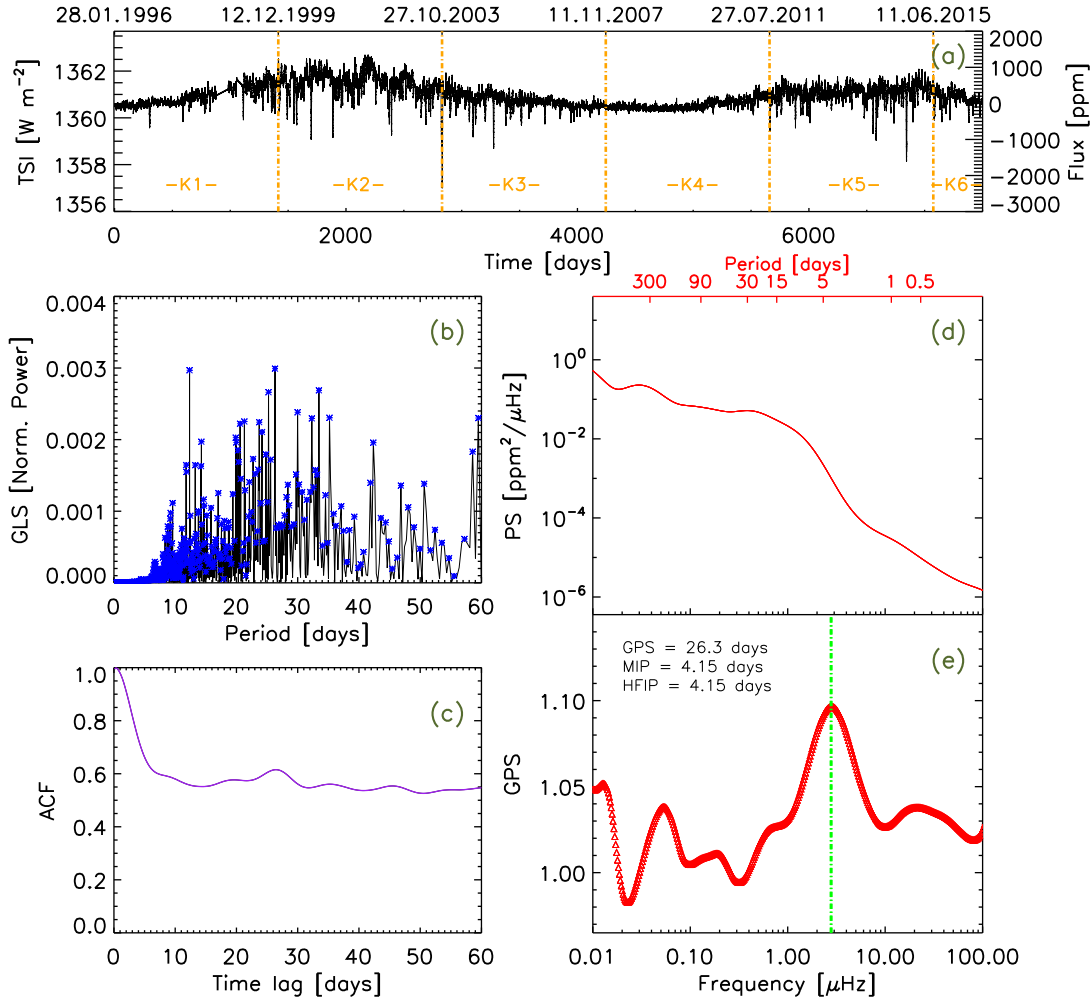 28.01.1996 12.12.1999 27.10.2003 11.11.2007 27.07.2011 11.06.2015
(a)
TSI [W m⁻²]
1362
1360
1358
1356
2000
1000
0
-1000
-2000
-3000
Flux [ppm]
-K1- -K2- -K3- -K4- -K5- -K6-
0 2000 4000 6000
Time [days]
Period [days]
300 90 30 15 5 1 0.5
(b)
GLS [Norm. Power]
0.004
0.003
0.002
0.001
0.000
0 10 20 30 40 50 60
Period [days]
(d)
PS [ppm²/μHz]
10⁰
10⁻²
10⁻⁴
10⁻⁶
(c)
ACF
1.0
0.8
0.6
0.4
0.2
0.0
0 10 20 30 40 50 60
Time lag [days]
(e)
GPS = 26.3 days
MIP = 4.15 days
HFIP = 4.15 days
GPS
1.10
1.05
1.00
0.01 0.10 1.00 10.00 100.00
Frequency [μHz]